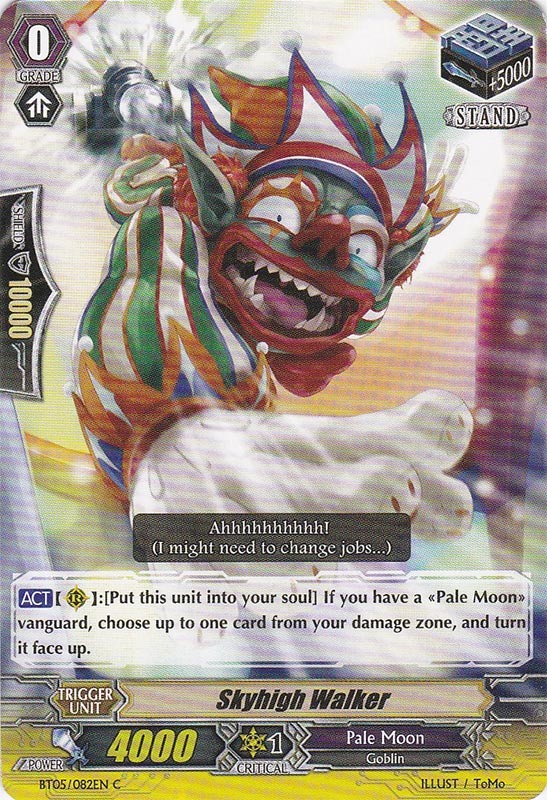 0
GRADE
+5000
STAND
SHIELD
10000
Ahhhhhhhhhhh!
(I might need to change jobs...)
ACT【 R 】:[Put this unit into your soul] If you have a «Pale Moon»
vanguard, choose up to one card from your damage zone, and turn
it face up.
TRIGGER
UNIT
Skyhigh Walker
POWER
4000
1
CRITICAL
Pale Moon
Goblin
BT05/082EN C
ILLUST / ToMo